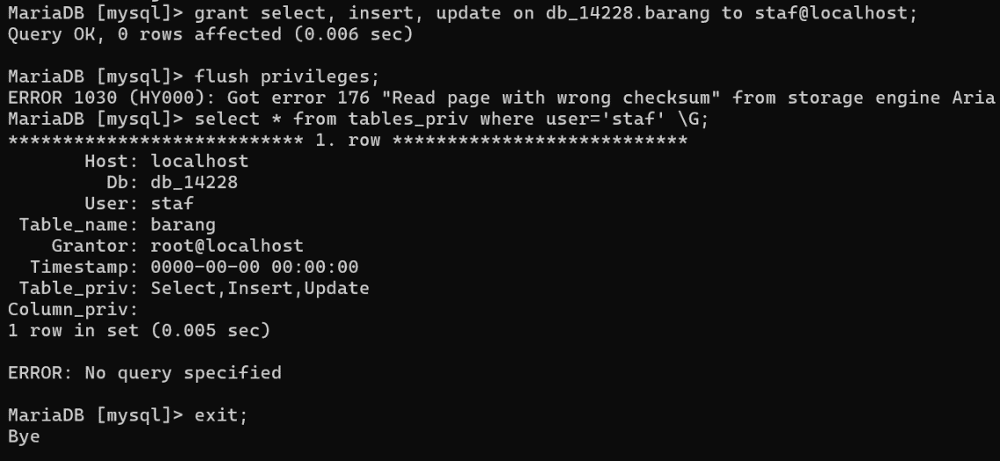 MariaDB [mysql]> grant select, insert, update on db_14228.barang to staf@localhost;
Query OK, 0 rows affected (0.006 sec)
MariaDB [mysql]> flush privileges;
ERROR 1030 (HY000): Got error 176 "Read page with wrong checksum" from storage engine Aria
MariaDB [mysql]> select * from tables_priv where user='staf' \G;
*************************** 1. row ***************************
Host: localhost
Db: db_14228
User: staf
Table_name: barang
Grantor: root@localhost
Timestamp: 0000-00-00 00:00:00
Table_priv: Select,Insert,Update
Column_priv:
1 row in set (0.005 sec)
ERROR: No query specified
MariaDB [mysql]> exit;
Bye